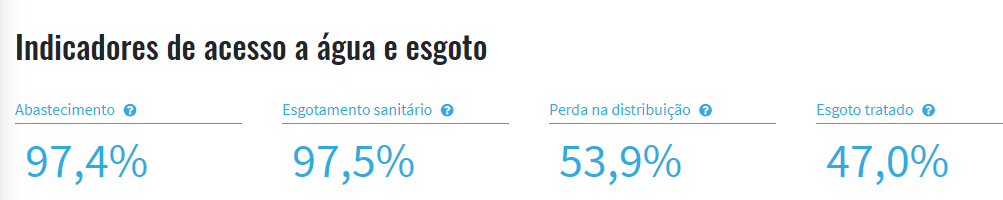 Indicadores de acesso a água e esgoto
Abastecimento ?
Esgotamento sanitário ?
Perda na distribuição ?
Esgoto tratado ?
97,4%
97,5%
53,9%
47,0%